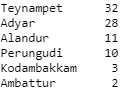 Teynampet 32
Adyar 28
Alandur 11
Perungudi 10
Kodambakkam 3
Ambattur 2